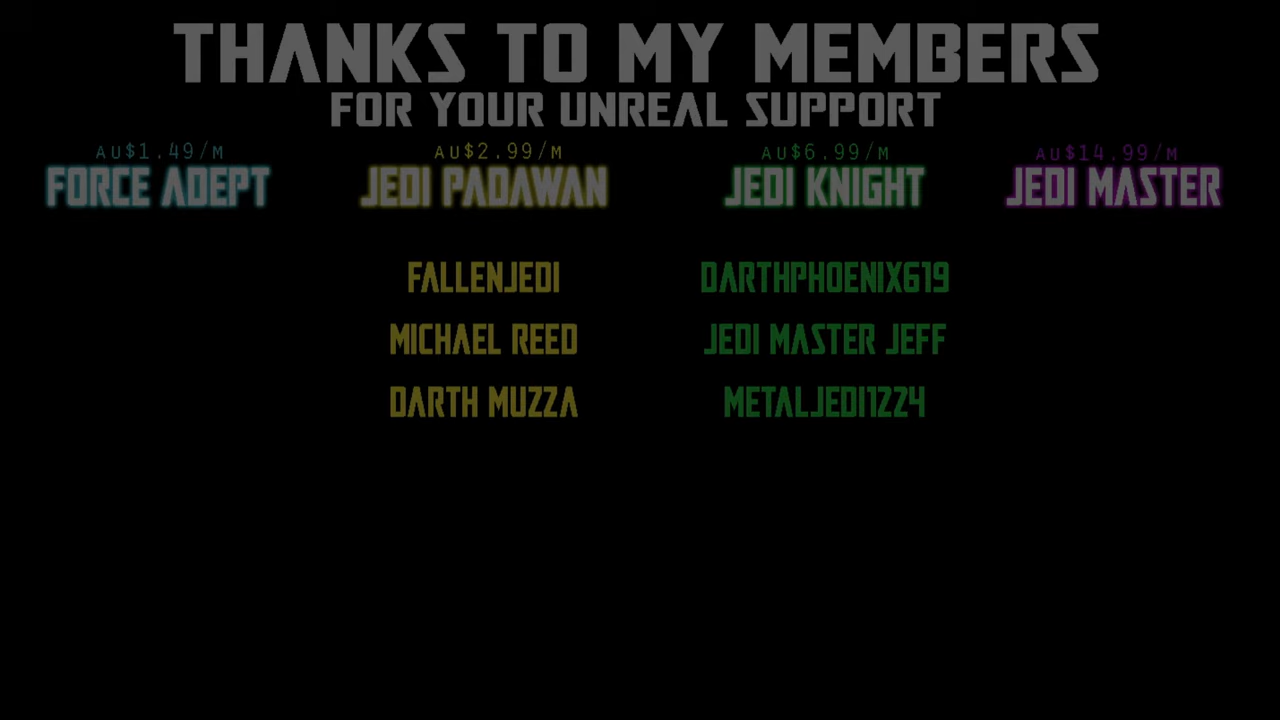 THANKS TO MY MEMBERS
FOR YOUR UNREAL SUPPORT
AU$1.49/M AU$2.99/M AU$6.99/M AU$14.99/M
FORCE ADEPT JEDI PADAWAN JEDI KNIGHT JEDI MASTER
FALLENJEDI DARTHPHOENIX619
MICHAEL REED JEDI MASTER JEFF
DARTH MUZZA METALJEDI1224